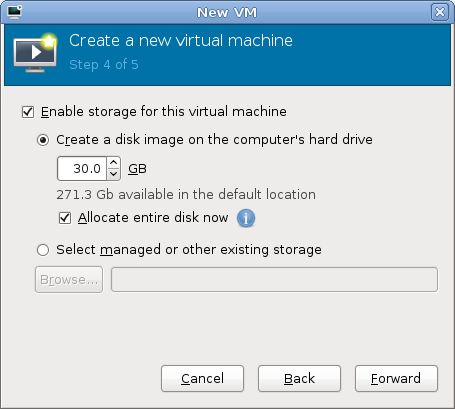 New VM
Create a new virtual machine
Step 4 of 5
Enable storage for this virtual machine
Create a disk image on the computer's hard drive
30.0 GB
271.3 Gb available in the default location
Allocate entire disk now
Select managed or other existing storage
Browse...
Cancel Back Forward